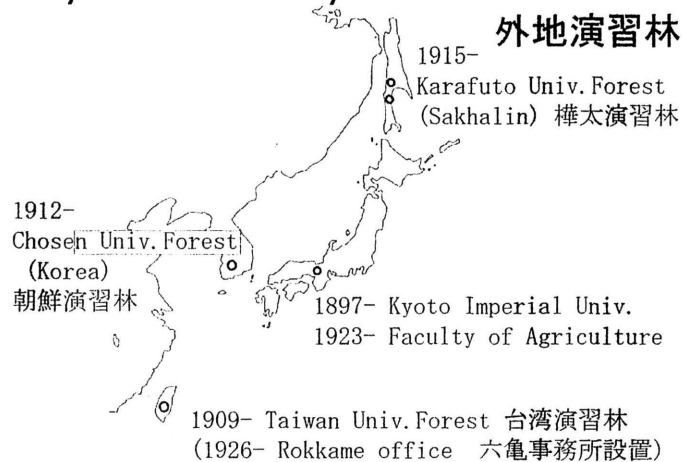 外地演習林
1915-
Karafuto Univ.Forest
(Sakhalin) 樺太演習林
1912-
Chosen Univ.Forest
(Korea)
朝鮮演習林
1897- Kyoto Imperial Univ.
1923- Faculty of Agriculture
1909- Taiwan Univ.Forest 台湾演習林
(1926- Rokkame office 六亀事務所設置)